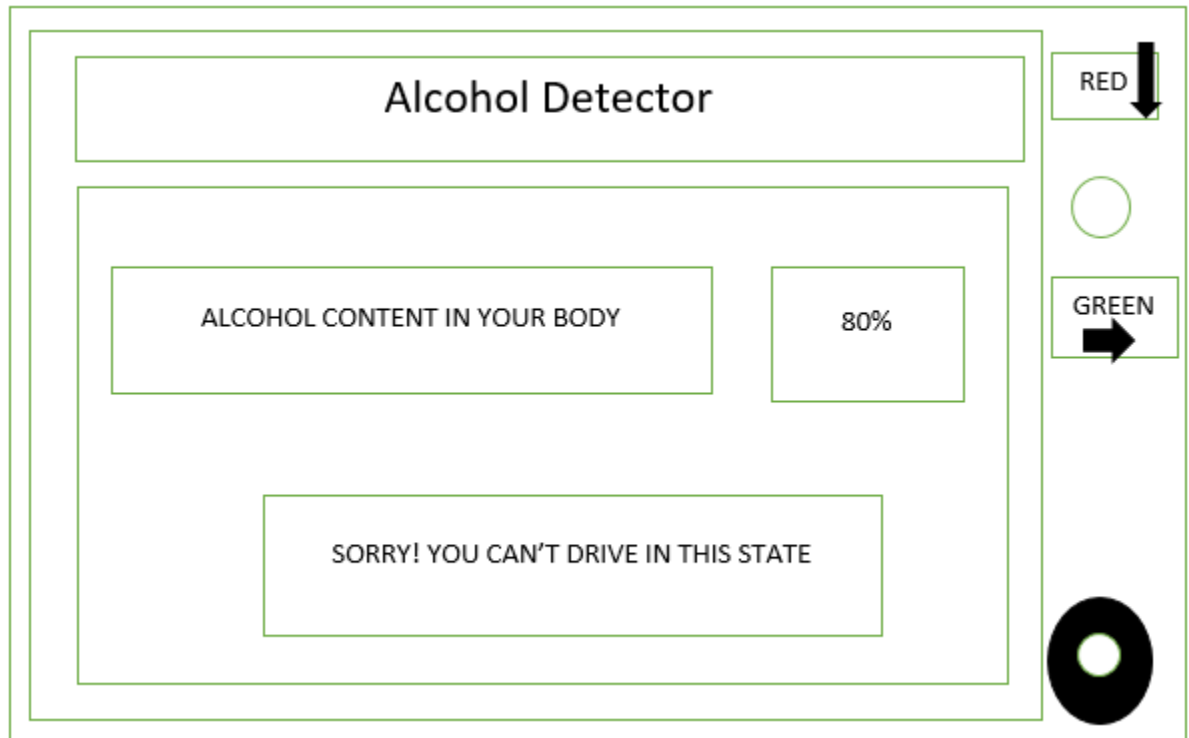 Alcohol Detector
RED
ALCOHOL CONTENT IN YOUR BODY
80%
GREEN
SORRY! YOU CAN’T DRIVE IN THIS STATE